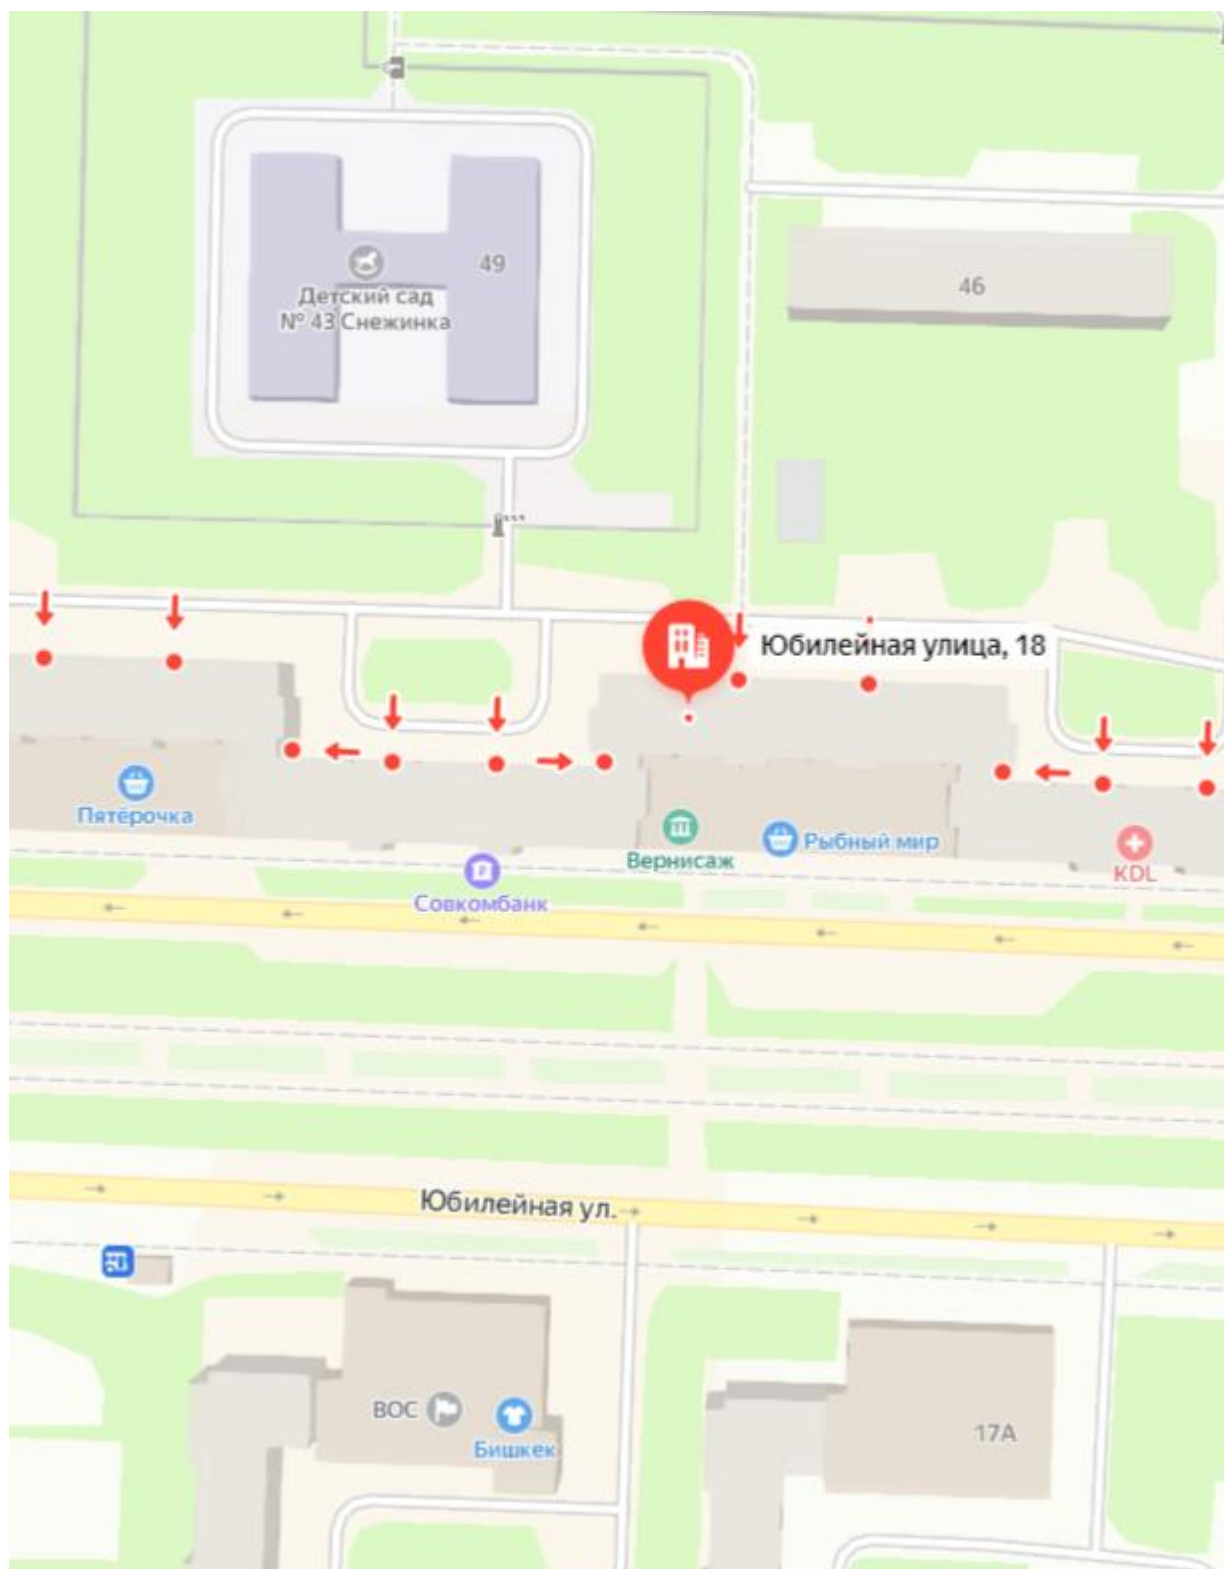 49
Детский сад
№ 43 Снежинка
46
Юбилейная улица, 18
Пятёрочка
Вернисаж
Рыбный мир
KDL
Совкомбанк
Юбилейная ул.
ВОС
Бишкек
17А